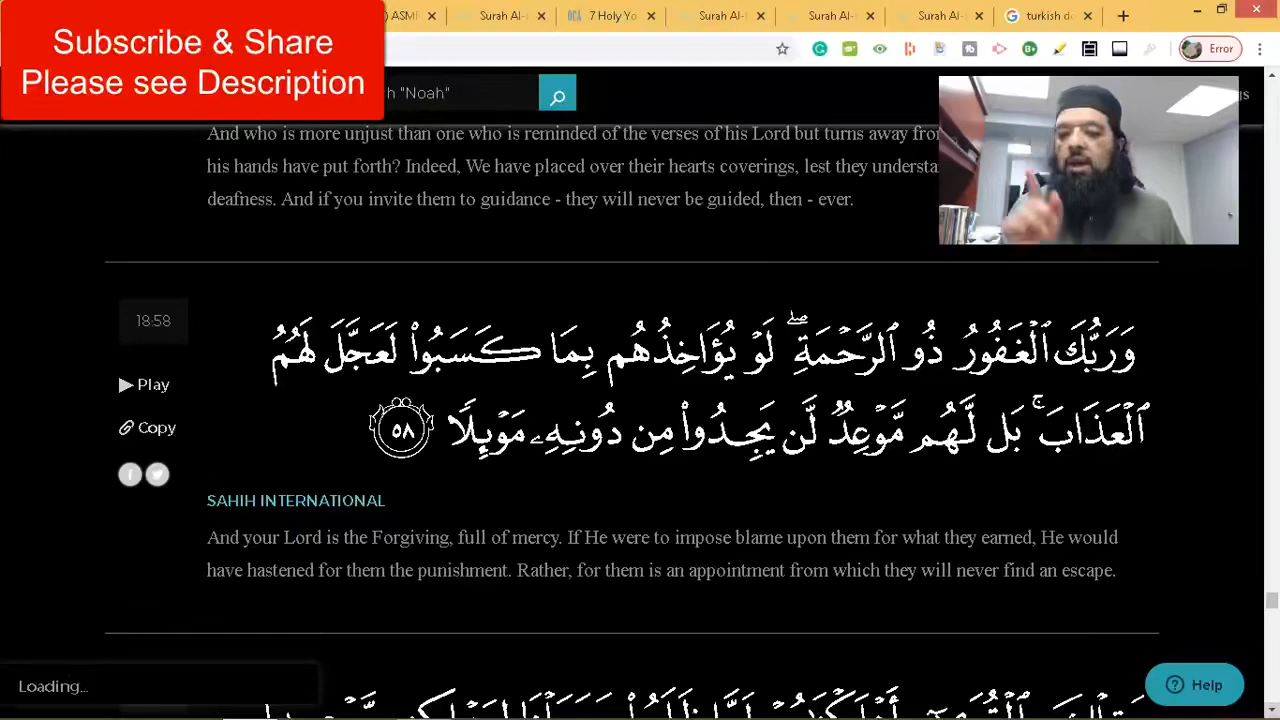 Subscribe & Share
Please see Description
) ASMI
Surah Al-
7 Holy Yo
Surah Al-
Surah Al-
Surah Al-
turkish de
Error
"Noah"
And who is more unjust than one who is reminded of the verses of his Lord but turns away
his hands have put forth? Indeed, We have placed over their hearts coverings, lest they
deafness. And if you invite them to guidance - they will never be guided, then - ever.
18:58
وَرَبُّكَ ٱلْغَفُورُ ذُو ٱلرَّحْمَةِ ۖ لَوْ يُؤَاخِذُهُم بِمَا كَسَبُوا۟ لَعَجَّلَ لَهُمُ
ٱلْعَذَابَ ۚ بَل لَّهُم مَّوْعِدٌ لَّن يَجِدُوا۟ مِن دُونِهِۦ مَوْئِلًا ٥٨
Play
Copy
SAHIH INTERNATIONAL
And your Lord is the Forgiving, full of mercy. If He were to impose blame upon them for what they earned, He would
have hastened for them the punishment. Rather, for them is an appointment from which they will never find an escape.
Loading...
Help